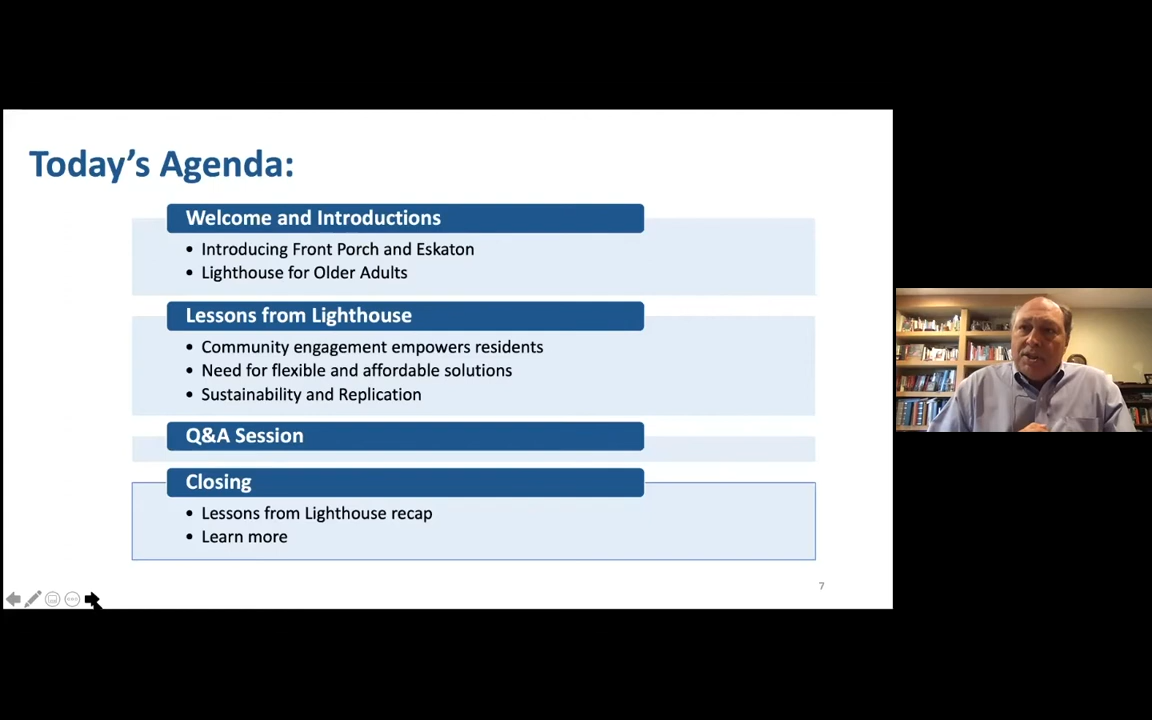 Today's Agenda:
Welcome and Introductions
• Introducing Front Porch and Eskaton
• Lighthouse for Older Adults
Lessons from Lighthouse
• Community engagement empowers residents
• Need for flexible and affordable solutions
• Sustainability and Replication
Q&A Session
Closing
• Lessons from Lighthouse recap
• Learn more
7